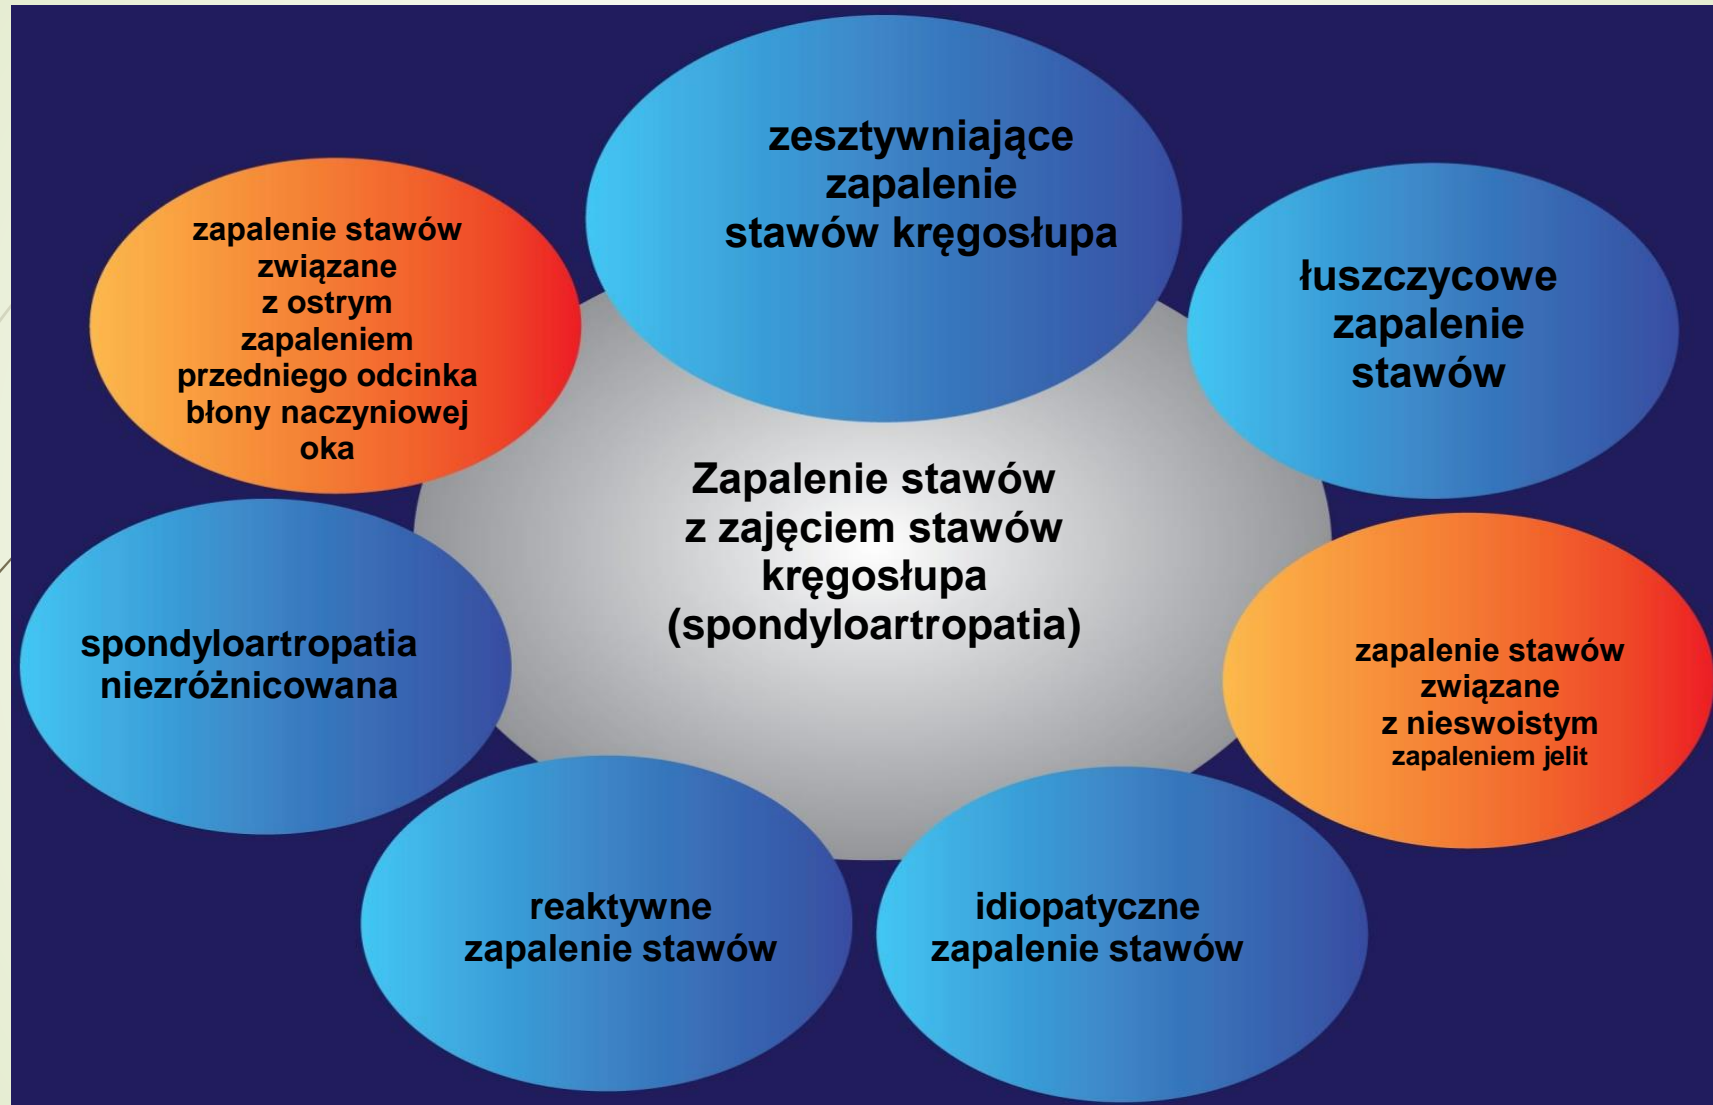 zesztywniające
zapalenie
stawów kręgosłupa
zapalenie stawów
związane
z ostrym
zapaleniem
przedniego odcinka
błony naczyniowej
oka
łuszczycowe
zapalenie
stawów
Zapalenie stawów
z zajęciem stawów
kręgosłupa
(spondyloartropatia)
spondyloartropatia
niezróżnicowana
zapalenie stawów
związane
z nieswoistym
zapaleniem jelit
reaktywne
zapalenie stawów
idiopatyczne
zapalenie stawów